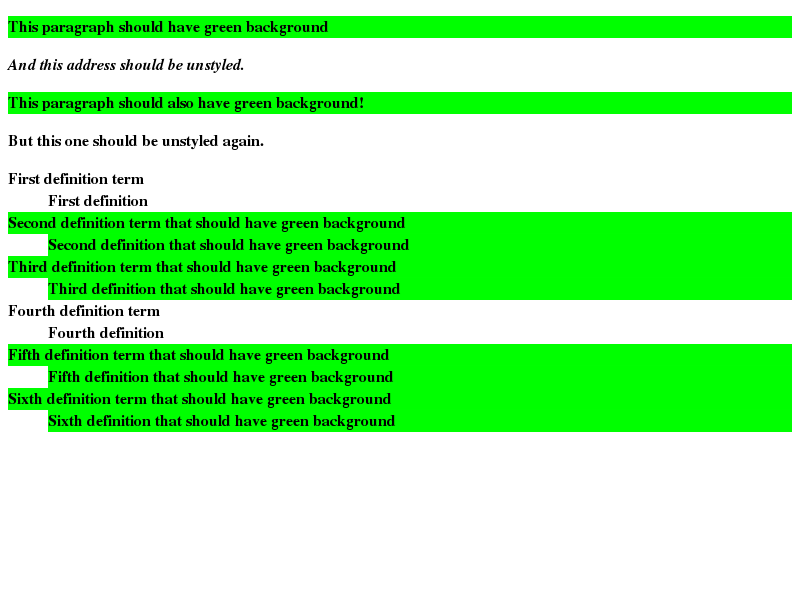 This paragraph should have green background
And this address should be unstyled.
This paragraph should also have green background!
But this one should be unstyled again.
First definition term
First definition
Second definition term that should have green background
Second definition that should have green background
Third definition term that should have green background
Third definition that should have green background
Fourth definition term
Fourth definition
Fifth definition term that should have green background
Fifth definition that should have green background
Sixth definition term that should have green background
Sixth definition that should have green background